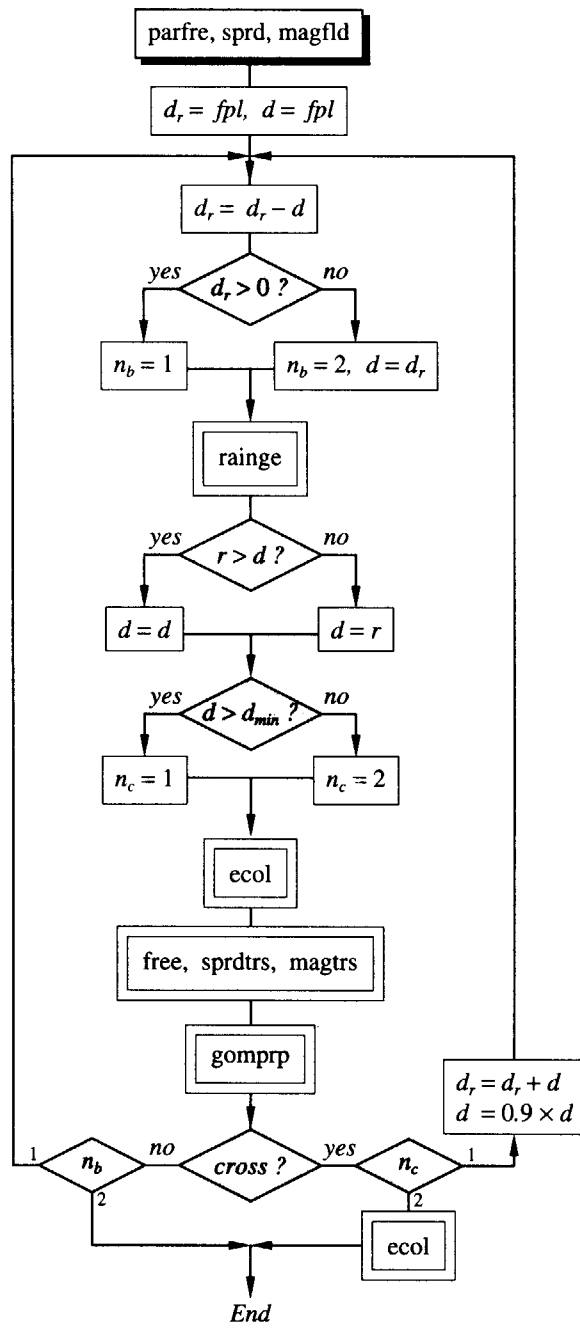 parfre, sprd, magfld
d_r = fpl, d = fpl
d_r = d_r − d
yes
no
d_r > 0 ?
n_b = 1
n_b = 2, d = d_r
rainge
yes
no
r > d ?
d = d
d = r
yes
no
d > d_min ?
n_c = 1
n_c = 2
ecol
free, sprdtrs, magtrs
gomprp
d_r = d_r + d
d = 0.9 × d
1
n_b
no
cross ?
yes
n_c
1
2
2
ecol
End